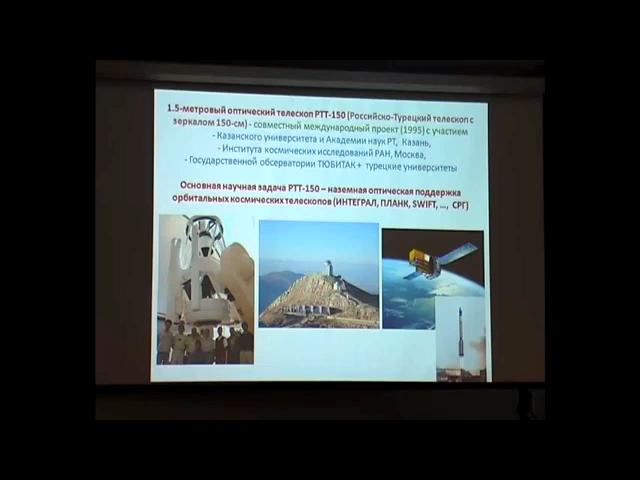 1.5-метровый оптический телескоп РТТ-150 (Российско-Турецкий телескоп с
зеркалом 150-см) - совместный международный проект (1995) с участием
- Казанского университета и Академии наук РТ, Казань,
- Института космических исследований РАН, Москва,
- Государственной обсерватории ТЮБИТАК+ турецкие университеты
Основная научная задача РТТ-150 – наземная оптическая поддержка
орбитальных космических телескопов (ИНТЕГРАЛ, ПЛАНК, SWIFT, ..., СРГ)